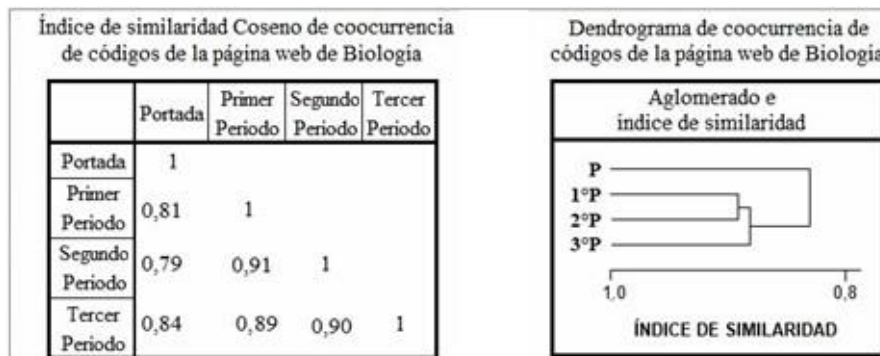 Índice de similaridad Coseno de coocurrencia
de códigos de la página web de Biología
Portada Primer Periodo Segundo Periodo Tercer Periodo
Portada 1
Primer Periodo 0,81 1
Segundo Periodo 0,79 0,91 1
Tercer Periodo 0,84 0,89 0,90 1
Dendrograma de coocurrencia de
códigos de la página web de Biología
Aglomerado e
indice de similaridad
P
1°P
2°P
3°P
1,0 0,8
ÍNDICE DE SIMILARIDAD